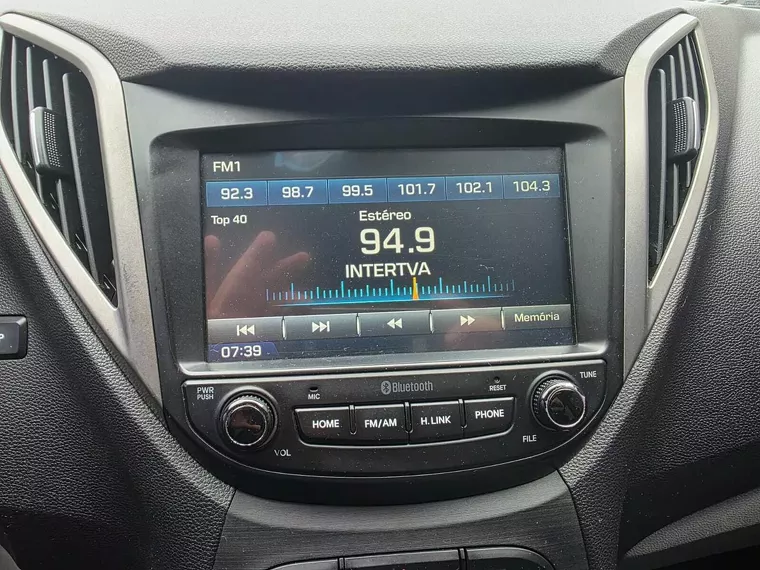 FM1
92.3 98.7 99.5 101.7 102.1 104.3
Top 40
Estéreo
94.9
INTERTVA
Memória
07:39
PWR
PUSH
MIC
Bluetooth
RESET
TUNE
HOME FM/AM H.LINK PHONE
VOL
FILE
P